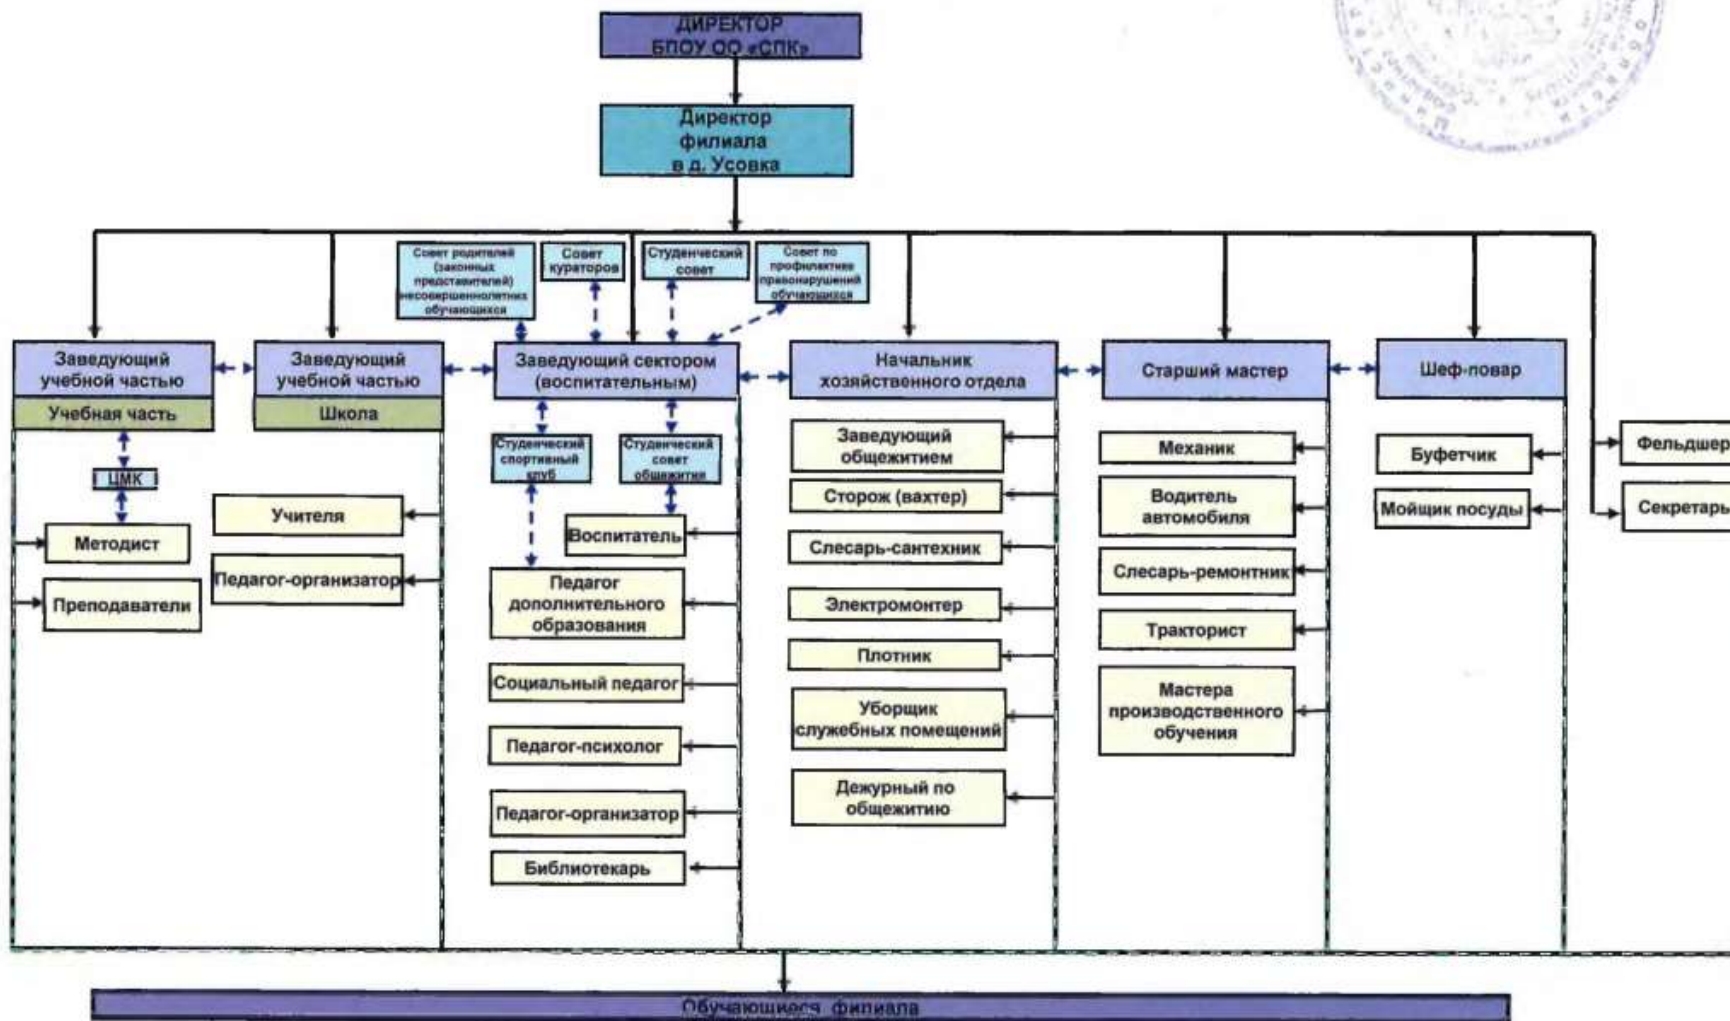 ДИРЕКТОР
БПОУ ОО «СПК»
Директор
филиала
в д. Усовка
Совет родителей
(законных
представителей)
несовершеннолетних
обучающихся
Совет
кураторов
Студенческий
совет
Совет по
профилактике
правонарушений
обучающихся
Заведующий
учебной частью
Учебная часть
Заведующий
учебной частью
Школа
Заведующий сектором
(воспитательным)
Начальник
хозяйственного отдела
Старший мастер
Шеф-повар
ЦМК
Методист
Преподаватели
Учителя
Педагог-организатор
Студенческий
спортивный
клуб
Студенческий
совет
общежития
Воспитатель
Педагог
дополнительного
образования
Социальный педагог
Педагог-психолог
Педагог-организатор
Библиотекарь
Заведующий
общежитием
Сторож (вахтер)
Слесарь-сантехник
Электромонтер
Плотник
Уборщик
служебных помещений
Дежурный по
общежитию
Механик
Водитель
автомобиля
Слесарь-ремонтник
Тракторист
Мастера
производственного
обучения
Буфетчик
Мойщик посуды
Фельдшер
Секретарь
Обучающиеся филиала